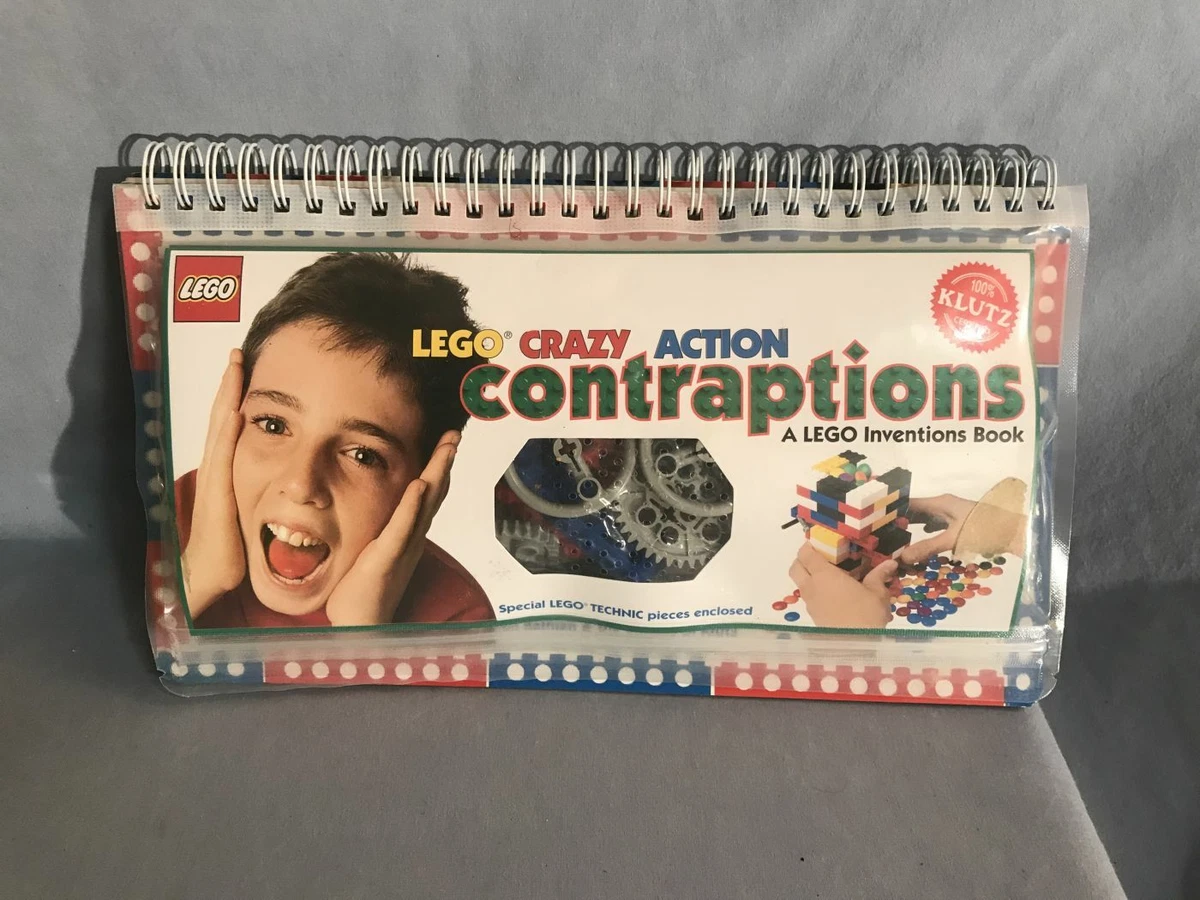 LEGO
100%
KLUTZ
LEGO® CRAZY ACTION
contraptions
A LEGO Inventions Book
Special LEGO® TECHNIC pieces enclosed